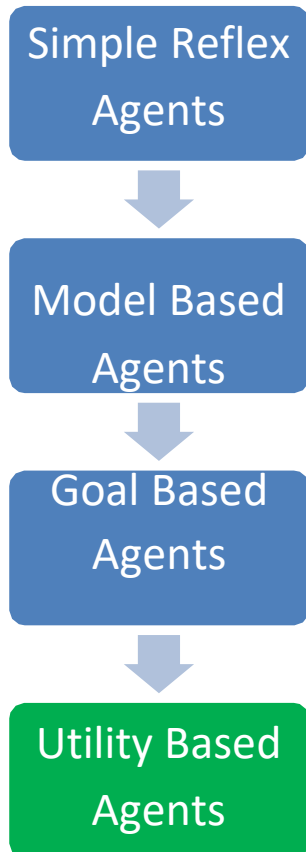 Simple Reflex
Agents
Model Based
Agents
Goal Based
Agents
Utility Based
Agents